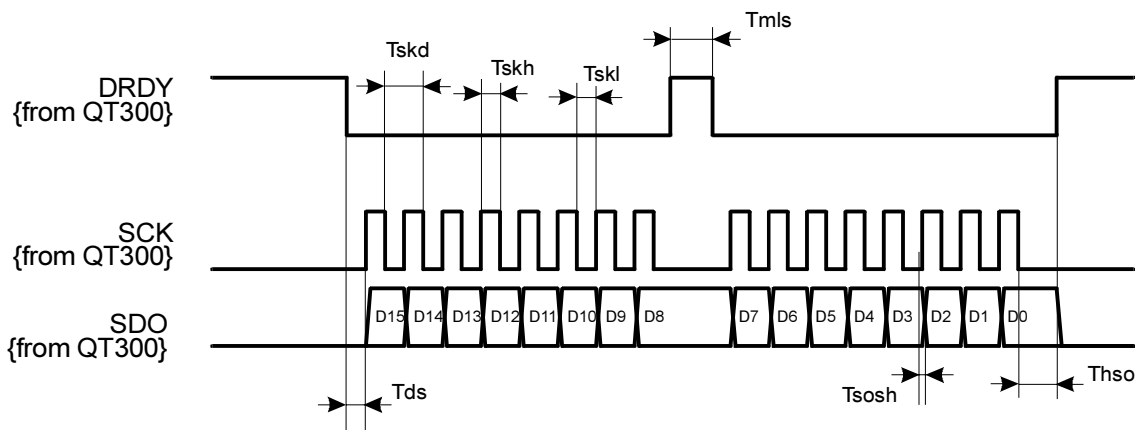 Tmls
Tskd
Tskh
Tskl
DRDY
{from QT300}
SCK
{from QT300}
D15 D14 D13 D12 D11 D10 D9 D8 D7 D6 D5 D4 D3 D2 D1 D0
SDO
{from QT300}
Tds
Tsosh
Thso